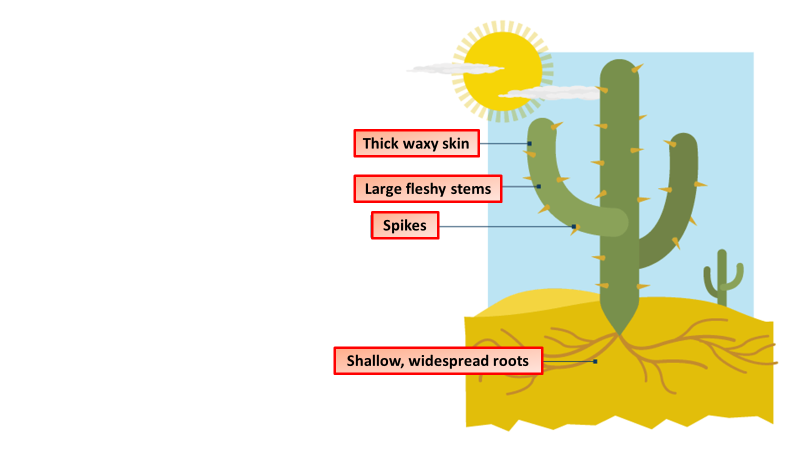 Thick waxy skin
Large fleshy stems
Spikes
Shallow, widespread roots